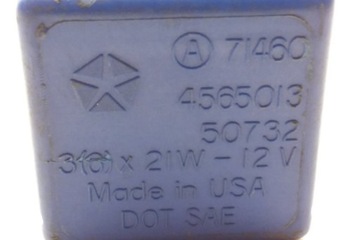 Ⓐ 71460
4565013
50732
3(6) x 21W - 12 V
Made in USA
DOT SAE